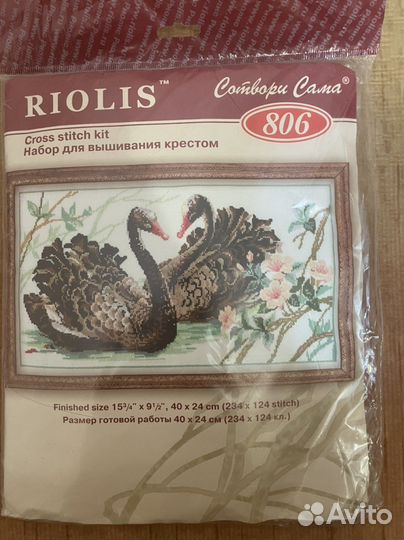 RIOLIS™
Сотвори Сама®
Cross stitch kit
Набор для вышивания крестом
806
Finished size 15³/₄" x 9¹/₂", 40 x 24 cm (234 x 124 stitch)
Размер готовой работы 40 x 24 см (234 x 124 кл.)
Avito